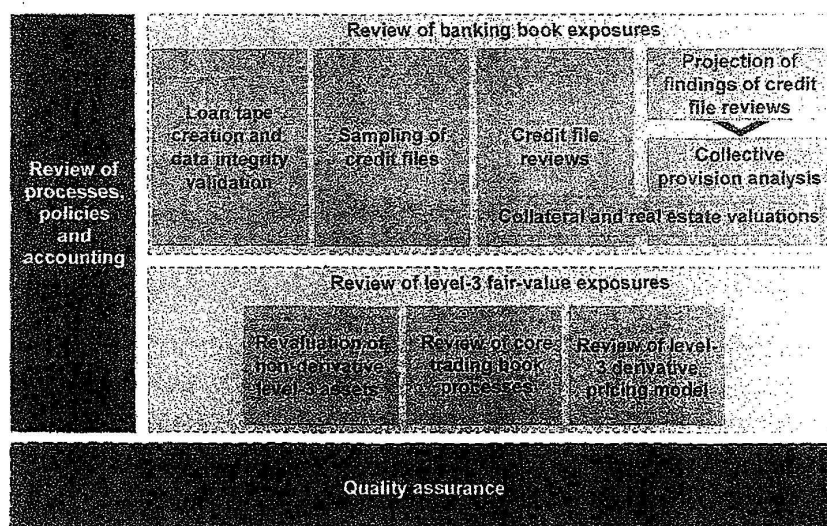 Review of banking book exposures
Loan tape
creation and
data integrity
validation
Sampling of
credit files
Credit file
reviews
Projection of
findings of credit
file reviews
Collective
provision analysis
Collateral and real estate valuations
Review of
processes,
policies
and
accounting
Review of level-3 fair-value exposures
Revaluation of
non-derivative
level-3 assets
Review of core
trading book
processes
Review of level-
3 derivative
pricing model
Quality assurance